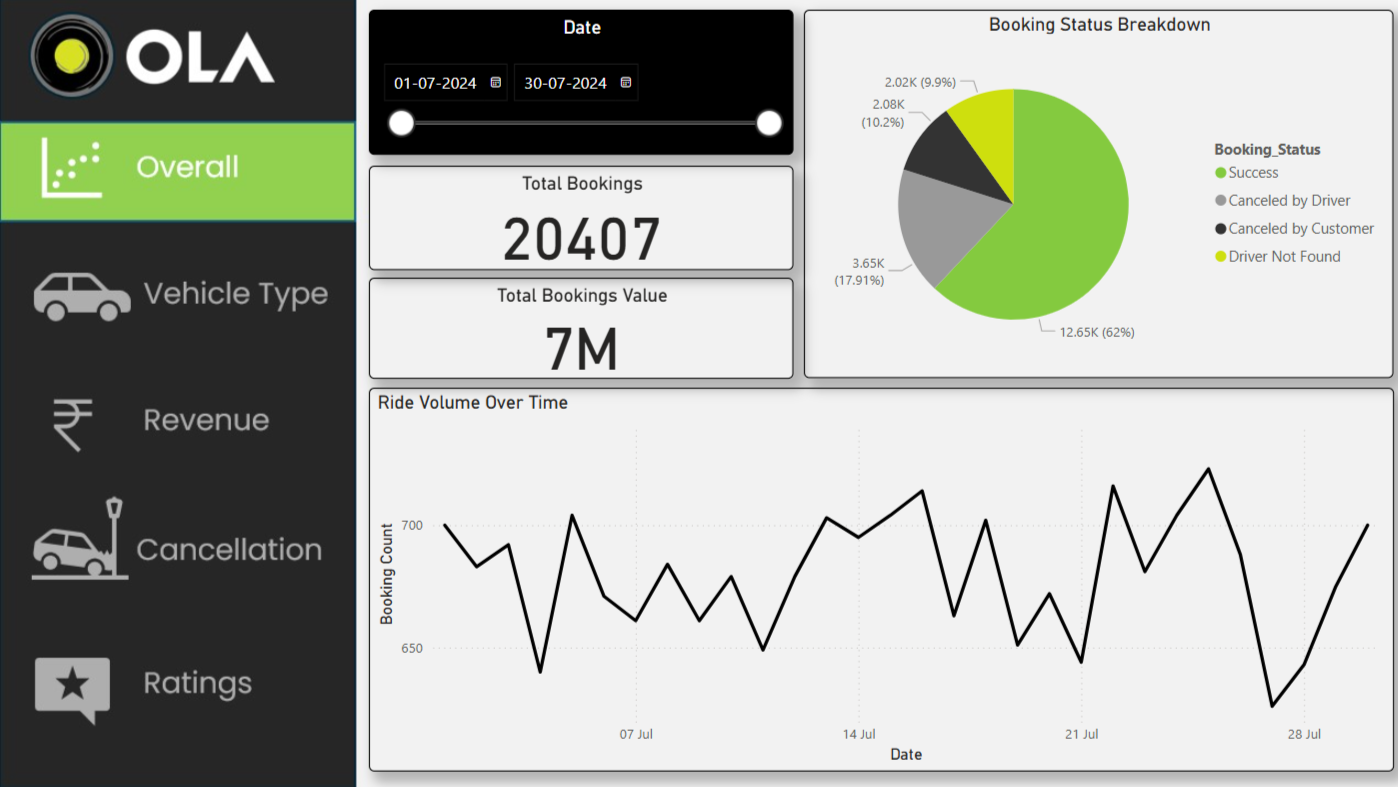 OLA
Overall
Vehicle Type
Revenue
Cancellation
Ratings
Date
01-07-2024 30-07-2024
Total Bookings
20407
Total Bookings Value
7M
Booking Status Breakdown
2.02K (9.9%)
2.08K
(10.2%)
3.65K
(17.91%)
12.65K (62%)
Booking_Status
Success
Canceled by Driver
Canceled by Customer
Driver Not Found
Ride Volume Over Time
Booking Count
700
650
07 Jul 14 Jul 21 Jul 28 Jul
Date